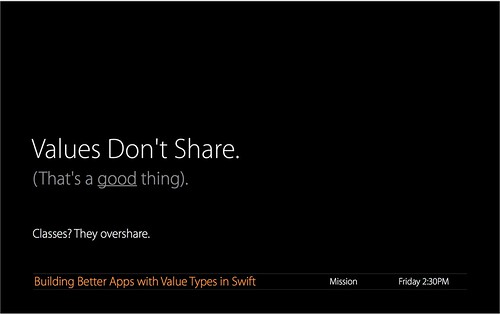 Values Don't Share.
(That's a good thing).
Classes? They overshare.
Building Better Apps with Value Types in Swift Mission Friday 2:30PM